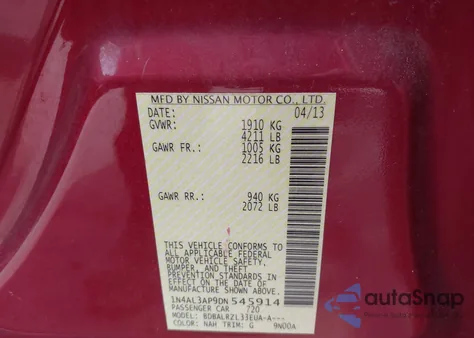 MFD BY NISSAN MOTOR CO., LTD.
DATE: 04/13
GVWR: 1910 KG
4211 LB
GAWR FR.: 1005 KG
2216 LB
GAWR RR.: 940 KG
2072 LB
THIS VEHICLE CONFORMS TO
ALL APPLICABLE FEDERAL
MOTOR VEHICLE SAFETY,
BUMPER, AND THEFT
PREVENTION STANDARDS IN
EFFECT ON THE DATE OF
MANUFACTURE SHOWN ABOVE.
1N4AL3AP9DN 545914
PASSENGER CAR 720
MODEL: BDBALRZL33EUA-A---
COLOR: NAH TRIM: G 9N00A
autoSnap